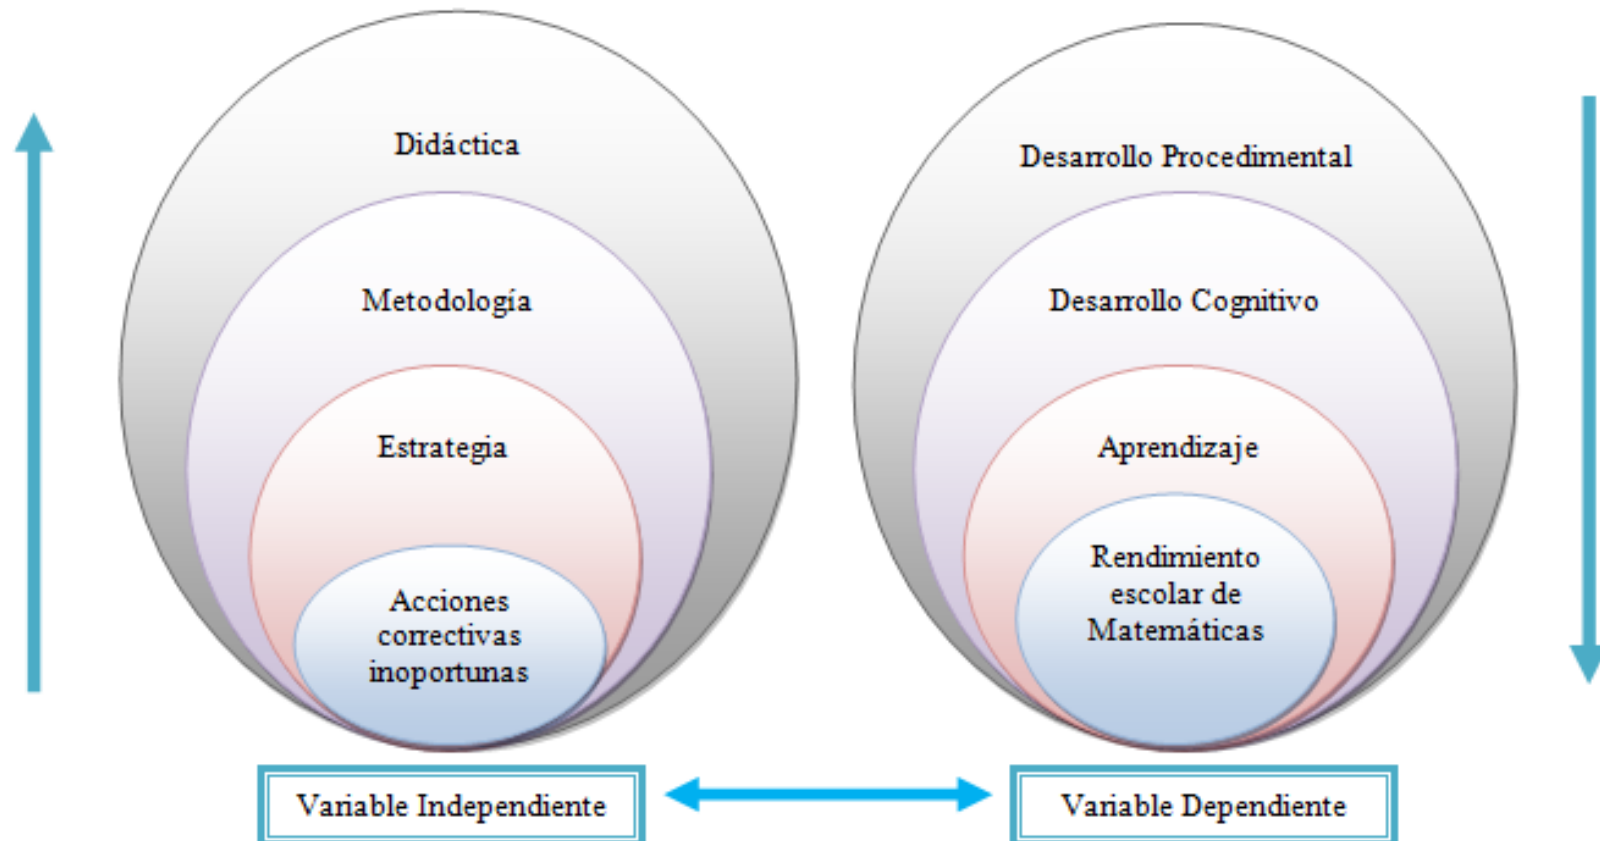 Didáctica
Metodología
Estrategia
Acciones
correctivas
inoportunas
Variable Independiente
Desarrollo Procedimental
Desarrollo Cognitivo
Aprendizaje
Rendimiento
escolar de
Matemáticas
Variable Dependiente